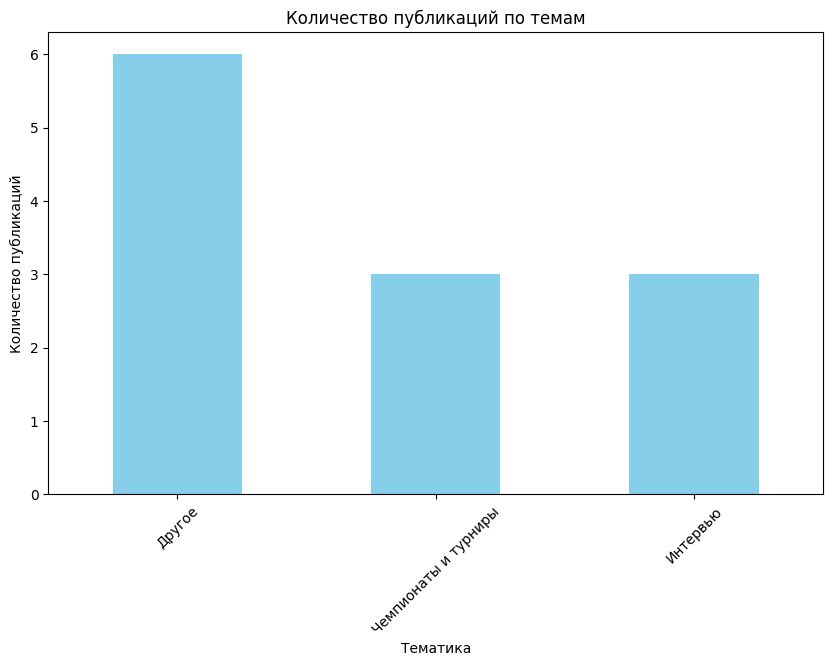 Количество публикаций по темам
Количество публикаций
6
5
4
3
2
1
0
Другое
Чемпионаты и турниры
Интервью
Тематика